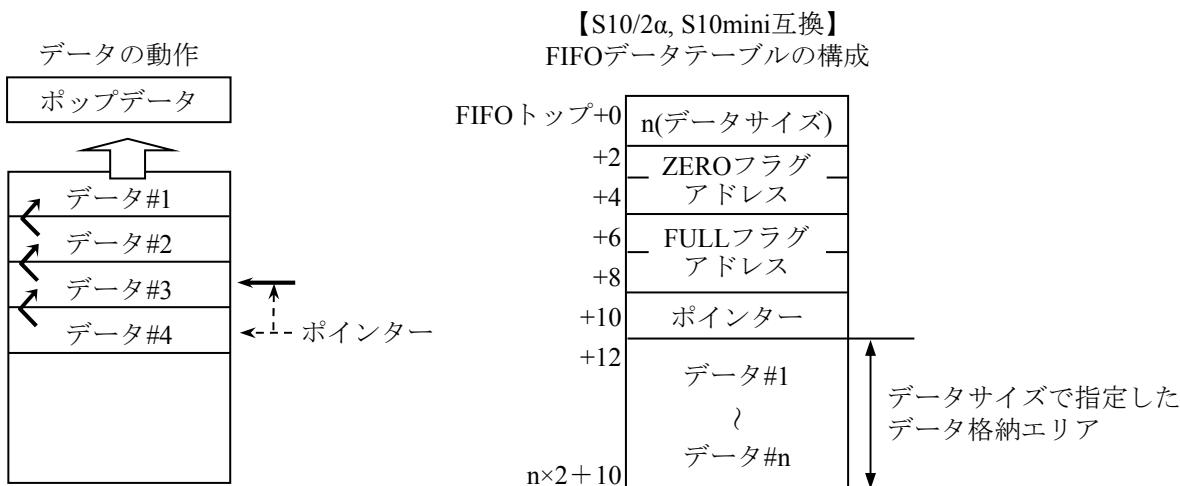 データの動作
ポップデータ
データ#1
データ#2
データ#3
データ#4
ポインター
【S10/2α, S10mini互換】
FIFOデータテーブルの構成
FIFOトップ+0
n(データサイズ)
+2
ZEROフラグ
+4
アドレス
+6
FULLフラグ
+8
アドレス
+10
ポインター
+12
データ#1
~
データ#n
n×2+10
データサイズで指定した
データ格納エリア